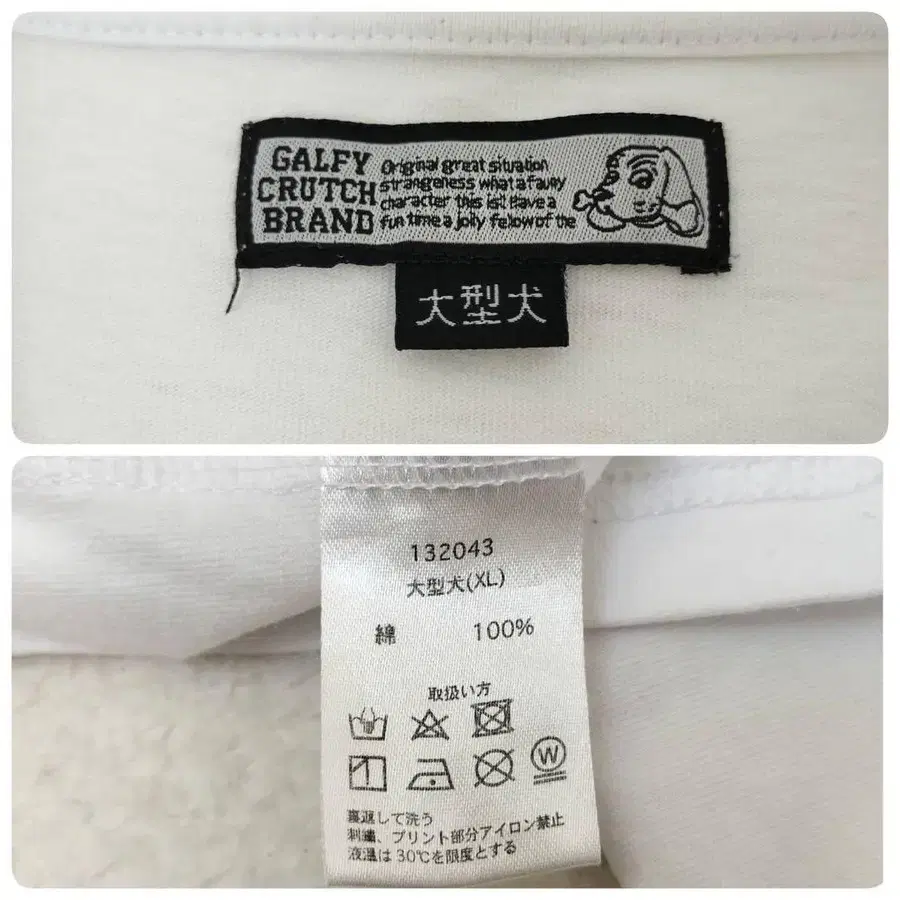 GALFY
CRUTCH
BRAND
Original great situation
strangeness what a fauny
character this is! Have a
fun time a jolly fellow of the
大型犬
132043
大型犬(XL)
綿 100%
取扱い方
W
裏返して洗う
刺繍、プリント部分アイロン禁止
液温は30℃を限度とする